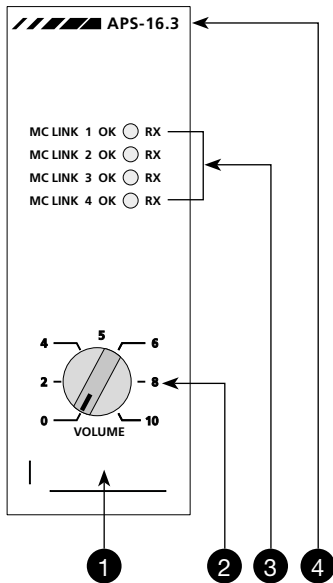 APS-16.3
MC LINK 1 OK RX
MC LINK 2 OK RX
MC LINK 3 OK RX
MC LINK 4 OK RX
5
4 6
2 8
0 10
VOLUME
1 2 3 4